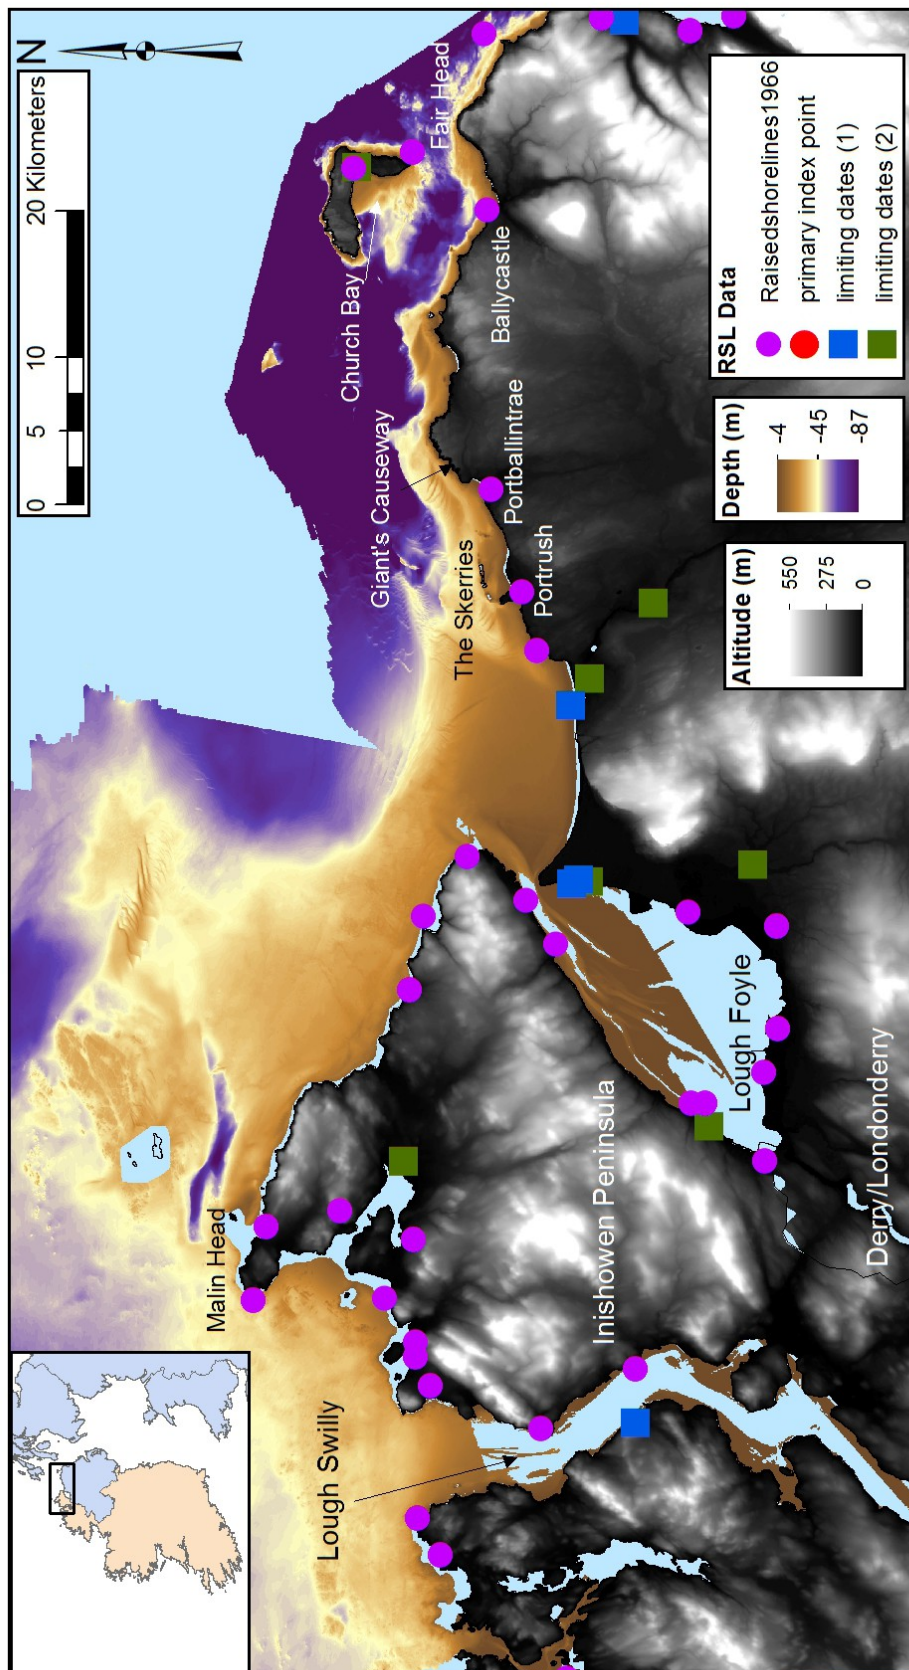 N
0 5 10 20 Kilometers
Malin Head
Lough Swilly
Inishowen Peninsula
Lough Foyle
Derry/Londonderry
The Skerries
Giant's Causeway
Church Bay
Fair Head
Portrush
Portballintrae
Ballycastle
Altitude (m)
550
275
0
Depth (m)
-4
-45
-87
RSL Data
Raisedshorelines1966
primary index point
limiting dates (1)
limiting dates (2)